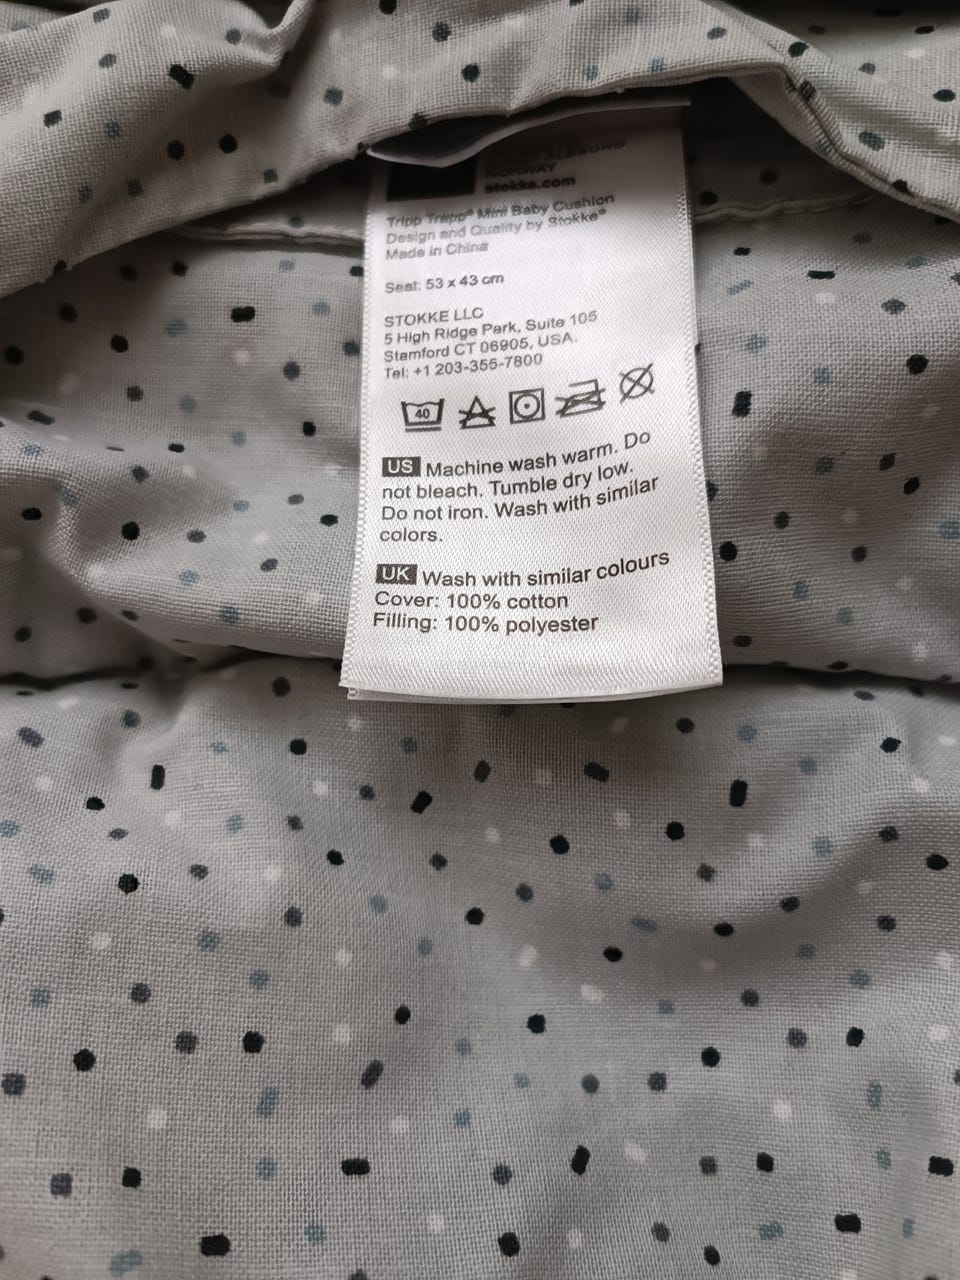 NORWAY
stokke.com
Tripp Trapp® Mini Baby Cushion
Design and Quality by Stokke®
Made in China
Seat: 53 x 43 cm
STOKKE LLC
5 High Ridge Park, Suite 105
Stamford CT 06905, USA.
Tel: +1 203-355-7800
40
US Machine wash warm. Do
not bleach. Tumble dry low.
Do not iron. Wash with similar
colors.
UK Wash with similar colours
Cover: 100% cotton
Filling: 100% polyester